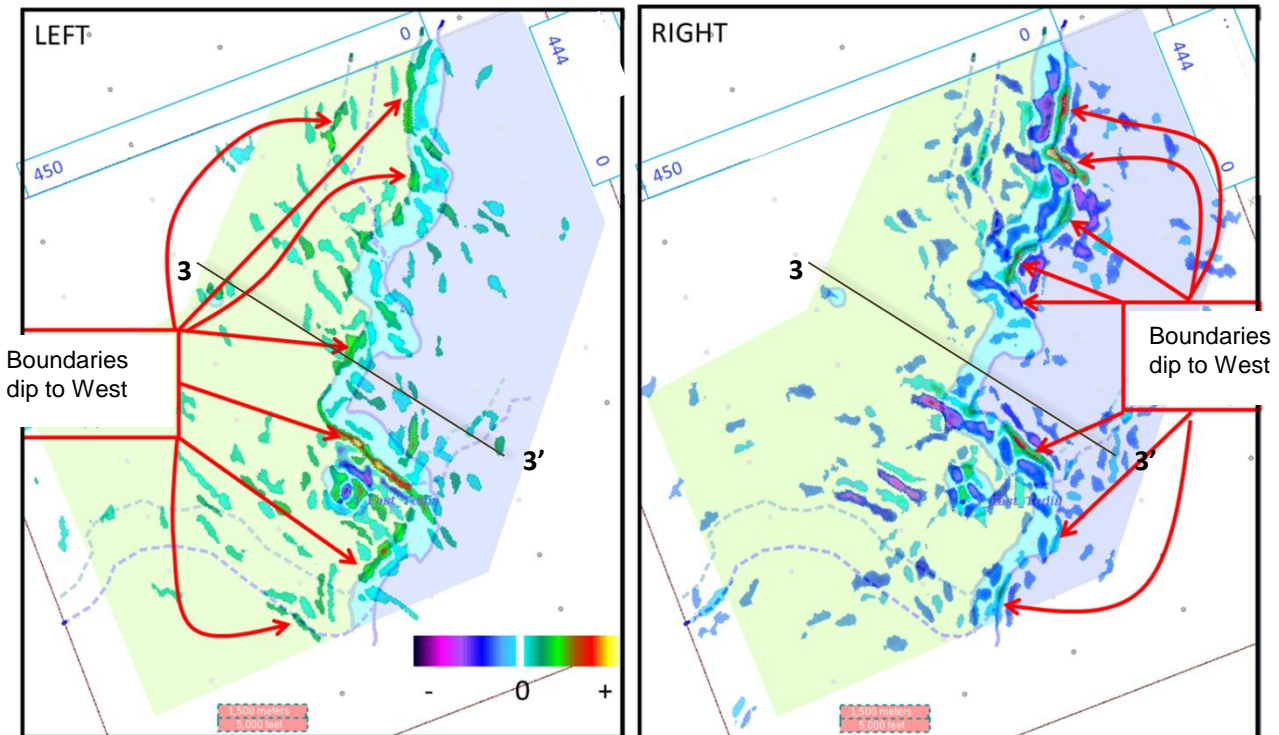 LEFT
0
444
0
450
3
3'
Boundaries
dip to West
- 0 +
1,500 meters
5,000 feet
RIGHT
0
444
0
450
3
3'
Boundaries
dip to West
1,500 meters
5,000 feet